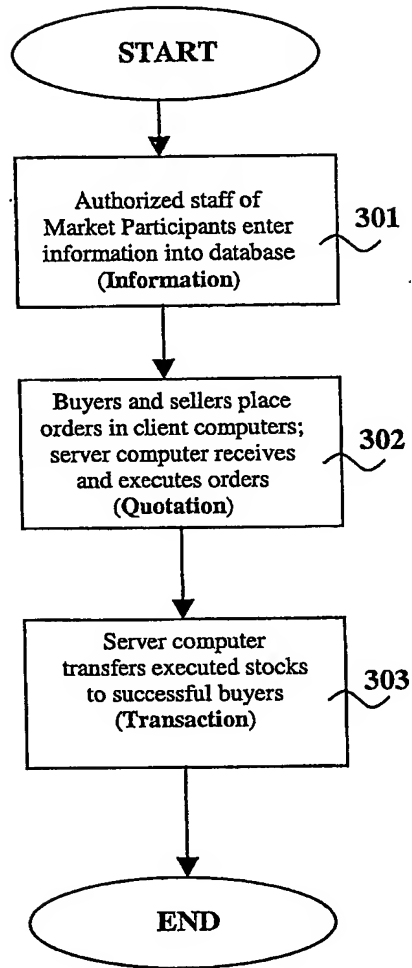 START
Authorized staff of
Market Participants enter
information into database
(Information)
301
Buyers and sellers place
orders in client computers;
server computer receives
and executes orders
(Quotation)
302
Server computer
transfers executed stocks
to successful buyers
(Transaction)
303
END